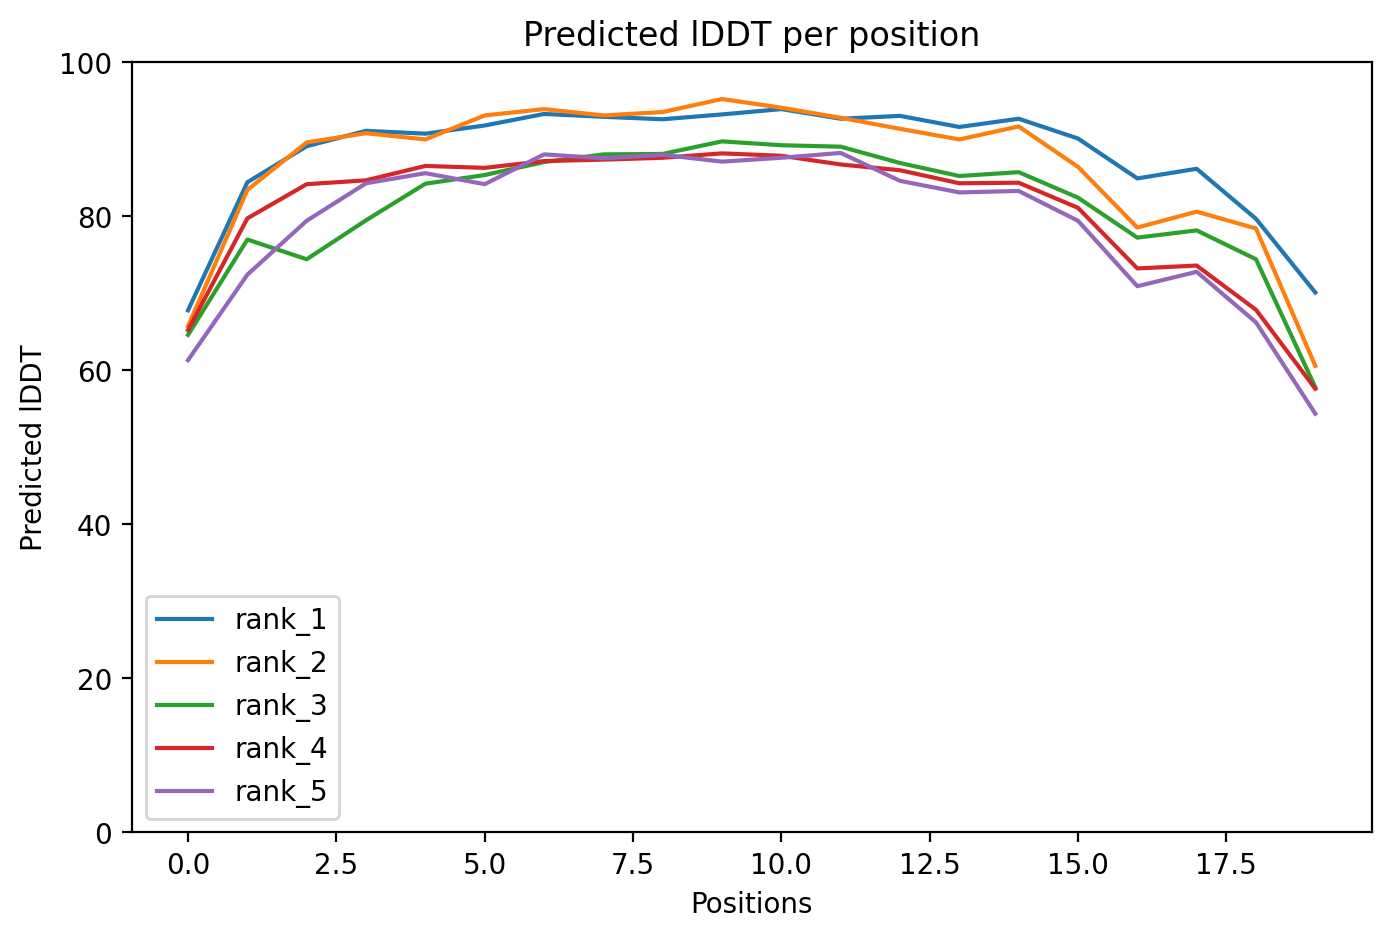 Predicted lDDT per position
100
80
60
40
20
0
Predicted lDDT
rank_1
rank_2
rank_3
rank_4
rank_5
0.0 2.5 5.0 7.5 10.0 12.5 15.0 17.5
Positions